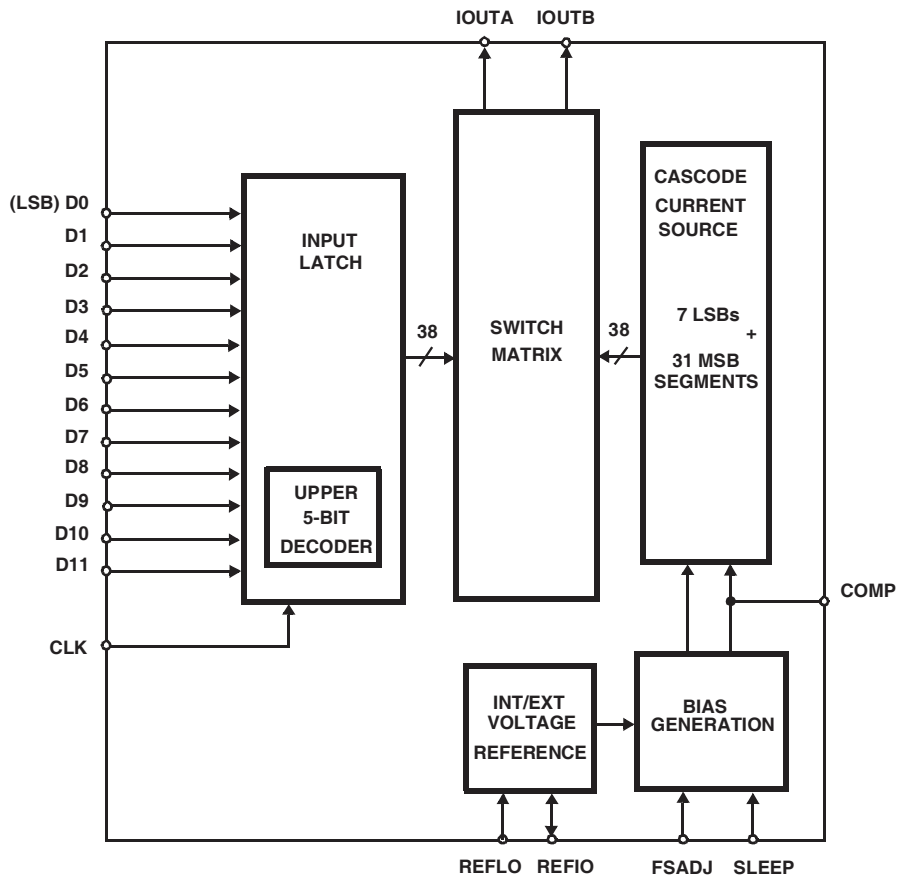 IOUTA IOUTB
(LSB) D0
D1
D2
D3
D4
D5
D6
D7
D8
D9
D10
D11
CLK
INPUT
LATCH
UPPER
5-BIT
DECODER
38
SWITCH
MATRIX
38
CASCODE
CURRENT
SOURCE
7 LSBs
+
31 MSB
SEGMENTS
COMP
INT/EXT
VOLTAGE
REFERENCE
BIAS
GENERATION
REFLO REFIO FSADJ SLEEP